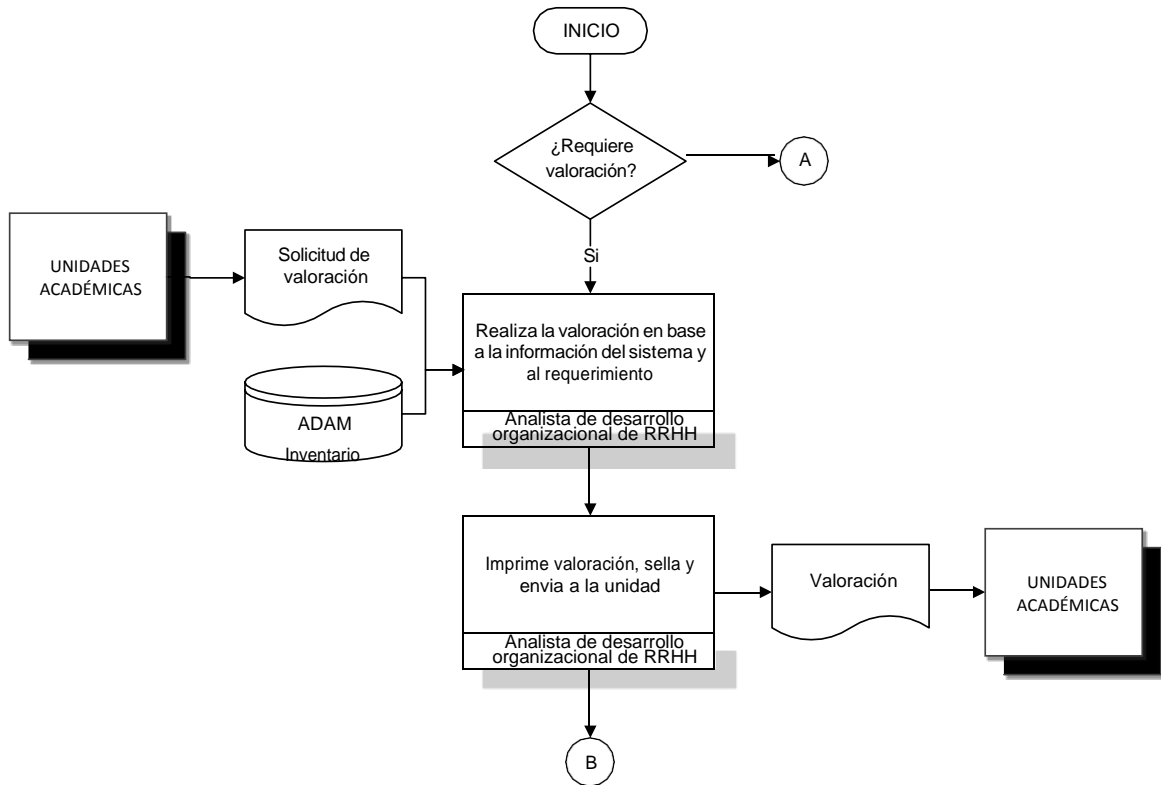 INICIO
¿Requiere
valoración?
A
Si
UNIDADES
ACADÉMICAS
Solicitud de
valoración
ADAM
Inventario
Realiza la valoración en base
a la información del sistema y
al requerimiento
Analista de desarrollo
organizacional de RRHH
Imprime valoración, sella y
envia a la unidad
Analista de desarrollo
organizacional de RRHH
Valoración
UNIDADES
ACADÉMICAS
B